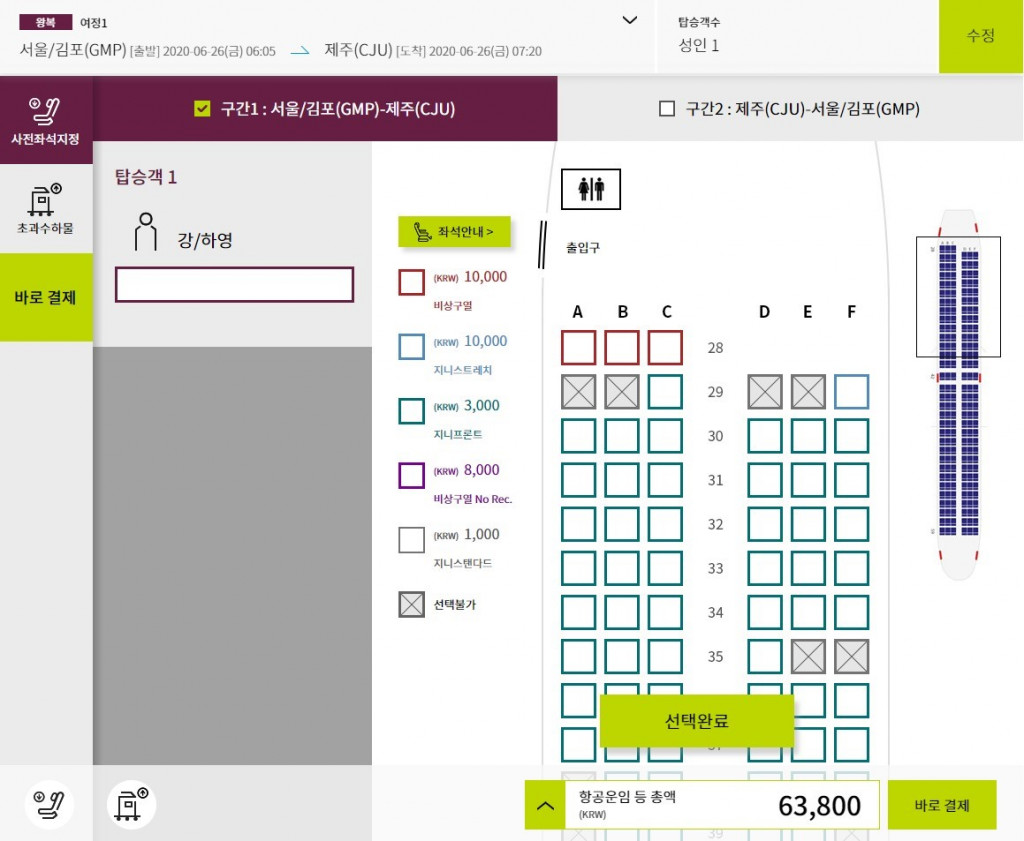 왕복 여정1
서울/김포(GMP) [출발] 2020-06-26(금) 06:05 제주(CJU) [도착] 2020-06-26(금) 07:20
탑승객수
성인 1
수정
사전좌석지정
초과수하물
바로 결제
구간1 : 서울/김포(GMP)-제주(CJU)
구간2 : 제주(CJU)-서울/김포(GMP)
탑승객 1
강/하영
좌석안내 >
(KRW) 10,000
비상구열
(KRW) 10,000
지니스트레치
(KRW) 3,000
지니프론트
(KRW) 8,000
비상구열 No Rec.
(KRW) 1,000
지니스탠다드
선택불가
출입구
A B C D E F
28
29
30
31
32
33
34
35
선택완료
39
항공운임 등 총액
(KRW)
63,800
바로 결제